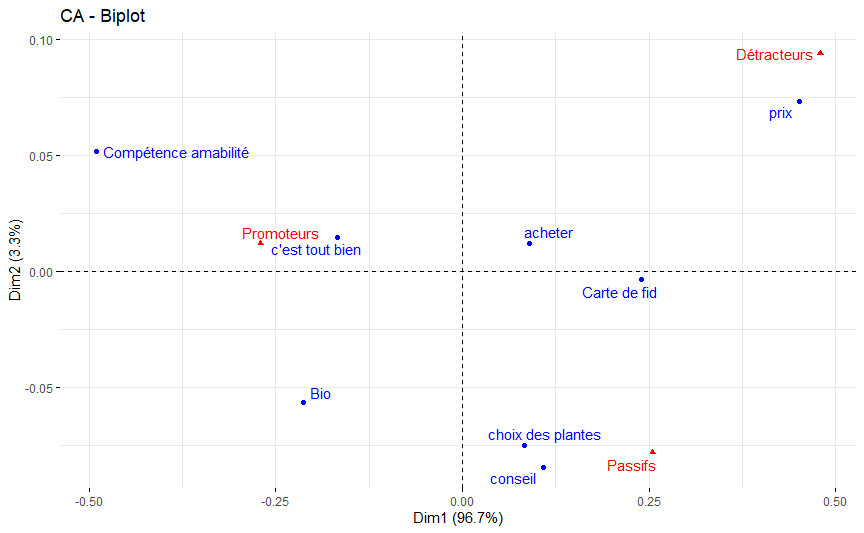 CA - Biplot
0.10
Détracteurs
prix
0.05
Compétence amabilité
Promoteurs
c'est tout bien
acheter
0.00
Carte de fid
Dim2 (3.3%)
-0.05
Bio
choix des plantes
Passifs
conseil
-0.50
-0.25
0.00
0.25
0.50
Dim1 (96.7%)